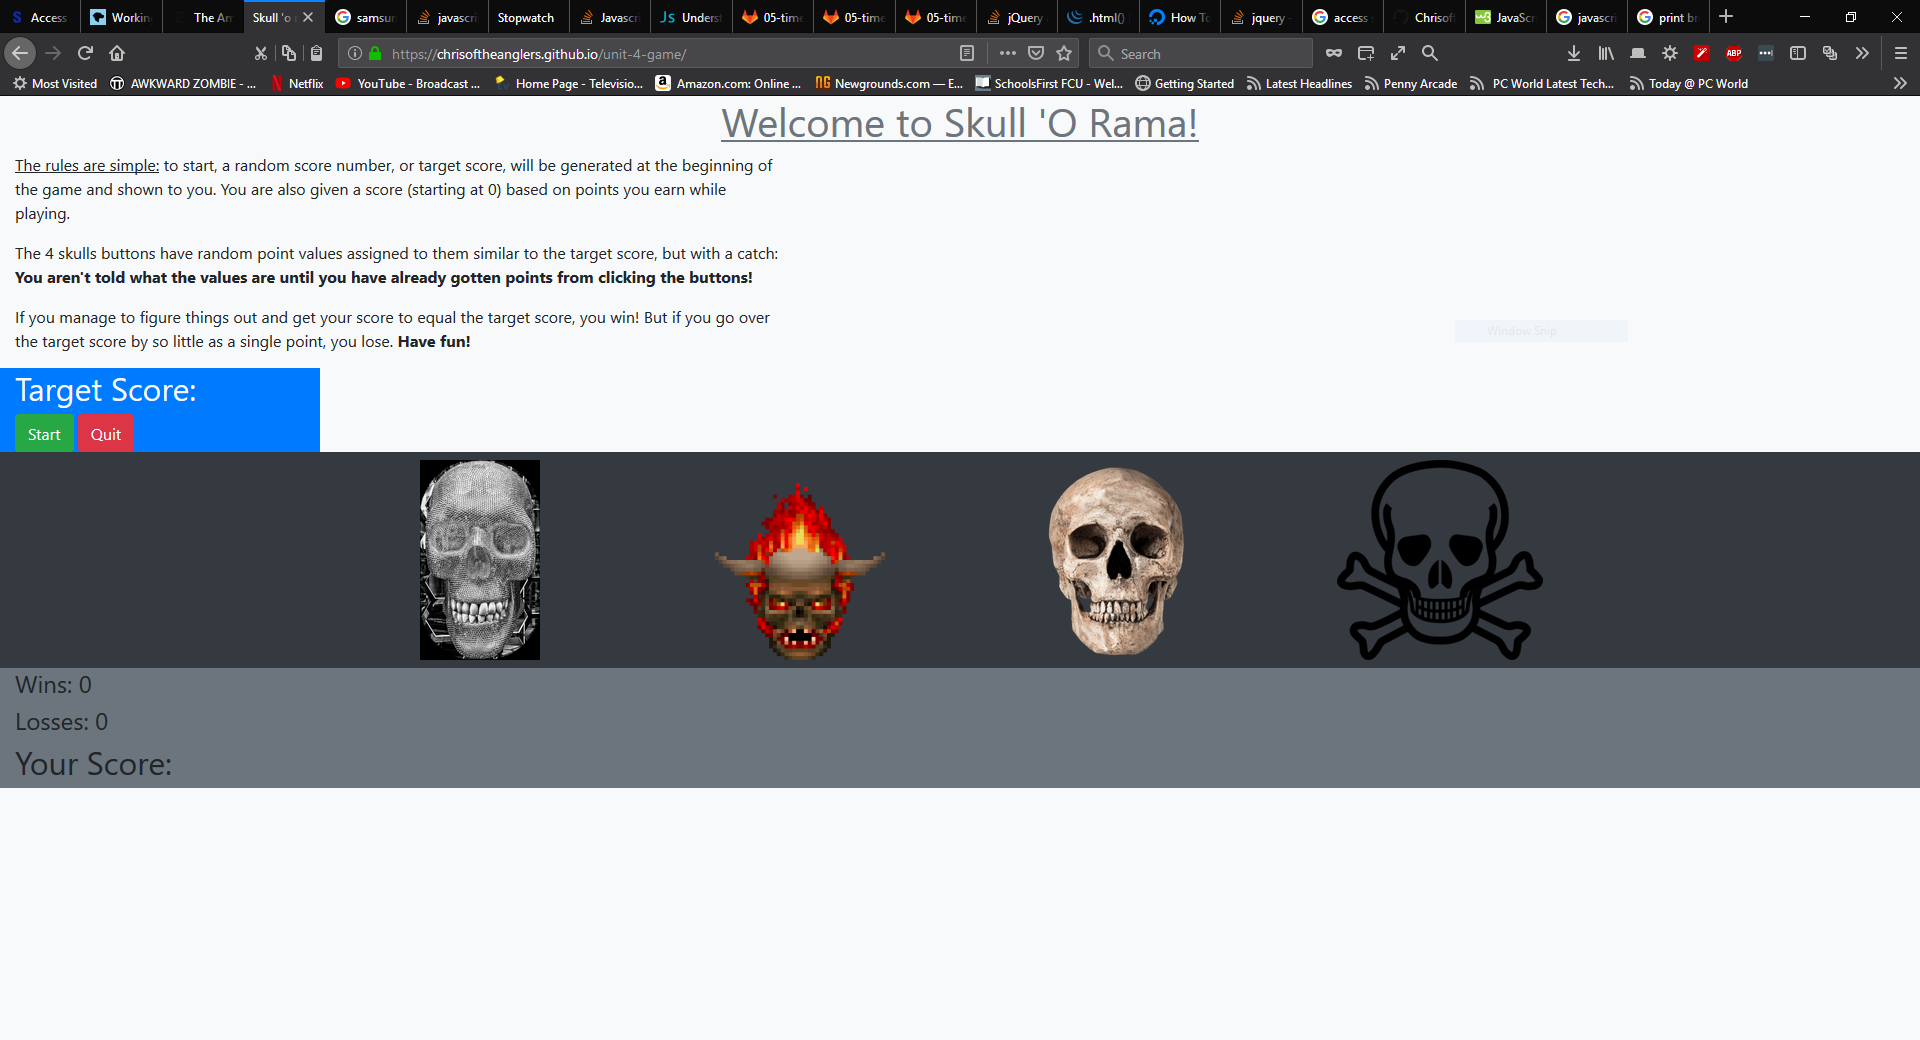 Access
Workin
The Am
Skull 'o
samsun
javascri
Stopwatch
Javascri
Underst
05-time
05-time
05-time
jQuery
.html()
How To
jquery -
access
Chrisoft
JavaScri
javascri
print br
https://chrisoftheanglers.github.io/unit-4-game/
Search
Most Visited
AWKWARD ZOMBIE - ...
Netflix
YouTube - Broadcast ...
Home Page - Televisio...
Amazon.com: Online ...
Newgrounds.com — E...
SchoolsFirst FCU - Wel...
Getting Started
Latest Headlines
Penny Arcade
PC World Latest Tech...
Today @ PC World
Welcome to Skull 'O Rama!
The rules are simple: to start, a random score number, or target score, will be generated at the beginning of
the game and shown to you. You are also given a score (starting at 0) based on points you earn while
playing.
The 4 skulls buttons have random point values assigned to them similar to the target score, but with a catch:
You aren't told what the values are until you have already gotten points from clicking the buttons!
If you manage to figure things out and get your score to equal the target score, you win! But if you go over
the target score by so little as a single point, you lose. Have fun!
Window Snip
Target Score:
Start Quit
Wins: 0
Losses: 0
Your Score: